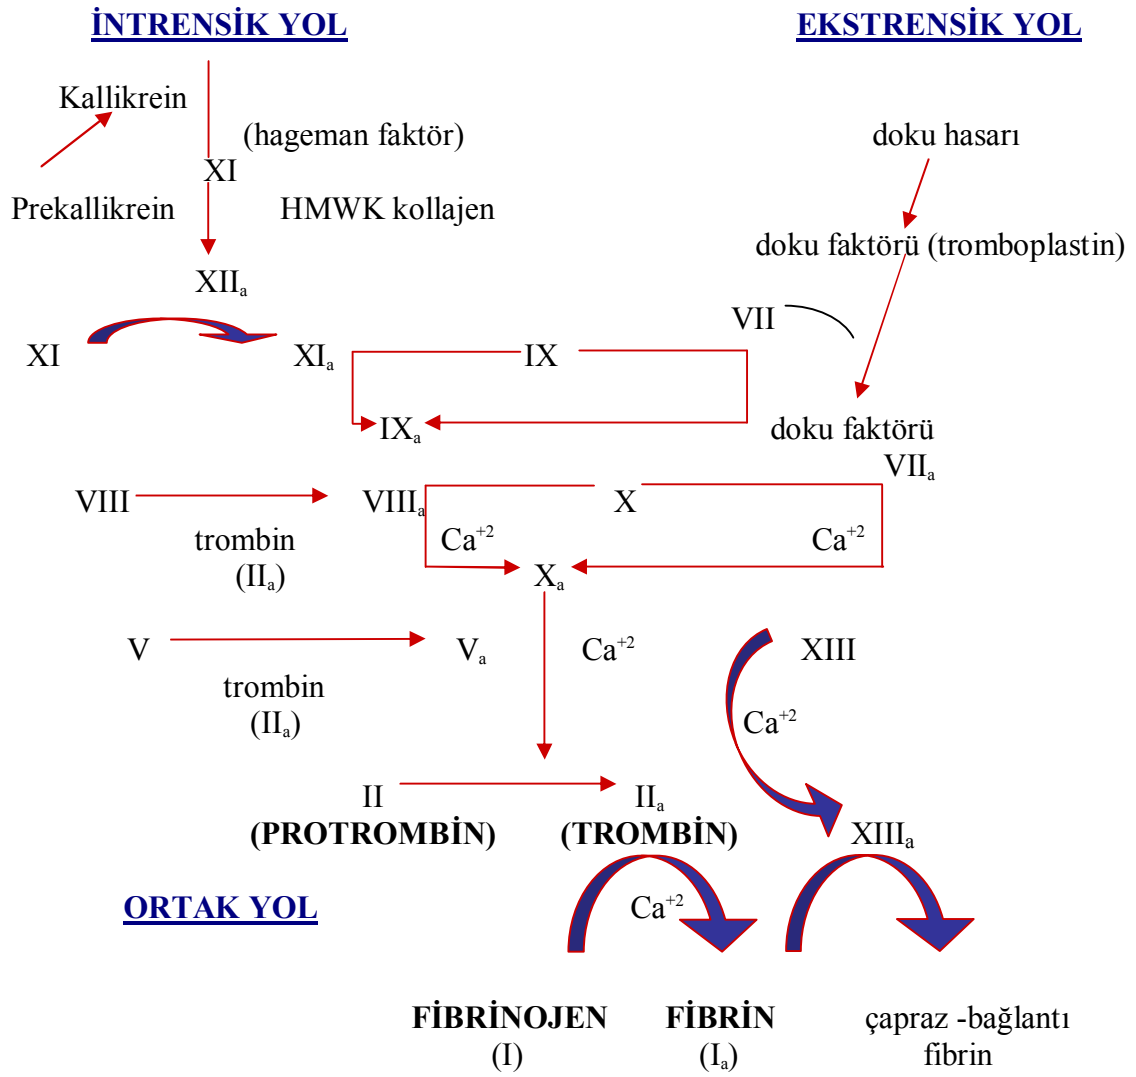 İNTRENSİK YOL EKSTRENSİK YOL
Kallikrein
(hageman faktör) doku hasarı
XI
Prekallikrein HMWK kollajen
doku faktörü (tromboplastin)
XIIₐ
VII
XI XIₐ IX
IXₐ doku faktörü
VIIₐ
VIII VIIIₐ X
trombin Ca⁺² Ca⁺²
(IIₐ) Xₐ
V Vₐ Ca⁺² XIII
trombin
(IIₐ) Ca⁺²
II IIₐ
(PROTROMBİN) (TROMBİN) XIIIₐ
ORTAK YOL Ca⁺²
FİBRİNOJEN FİBRİN çapraz -bağlantı
(I) (Iₐ) fibrin